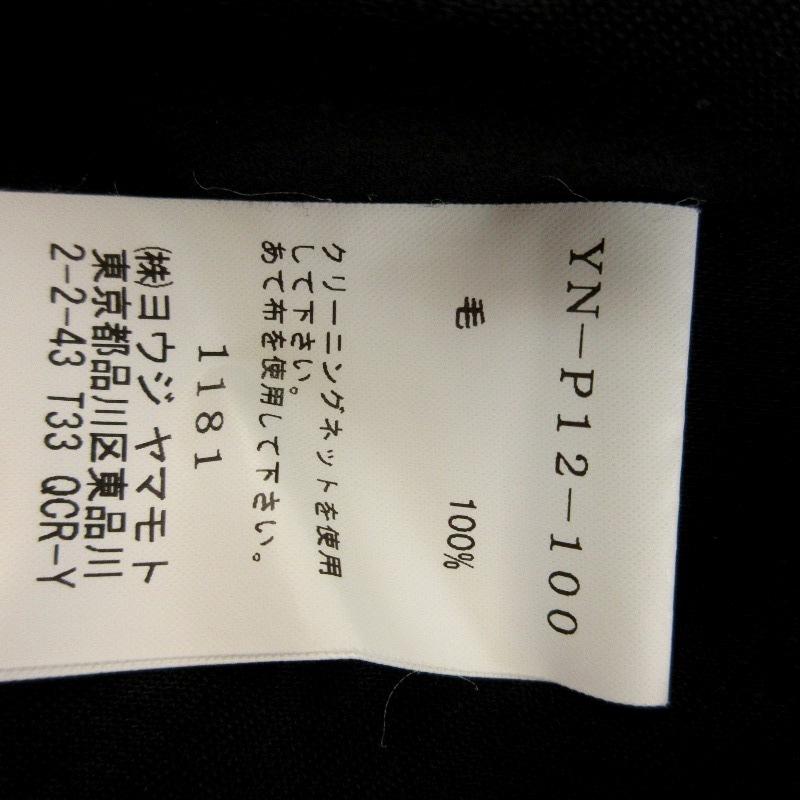 YN-P12-100
毛 100%
クリーニングネットを使用
して下さい。
あて布を使用して下さい。
1181
(株)ヨウジ ヤマモト
東京都品川区東品川
2-2-43 T33 QCR-Y